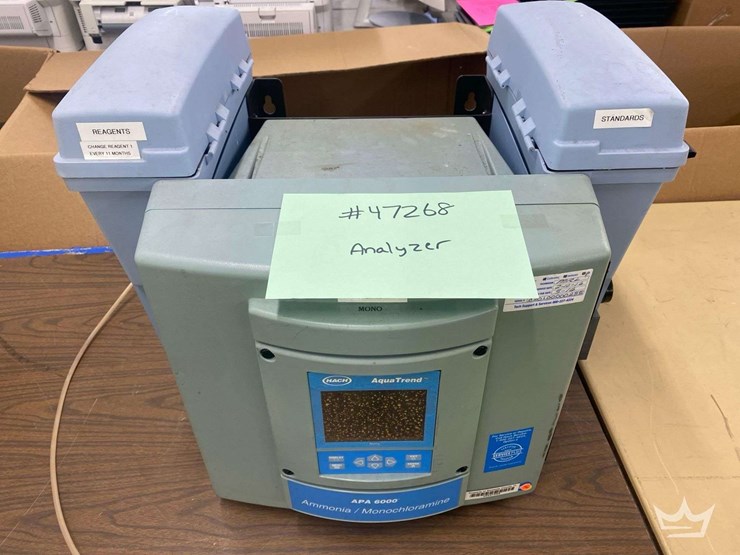 REAGENTS
CHANGE REAGENT 1
EVERY 11 MONTHS
STANDARDS
#47268
Analyzer
MONO
HACH
AquaTrend
APA 6000
Ammonia / Monochloramine